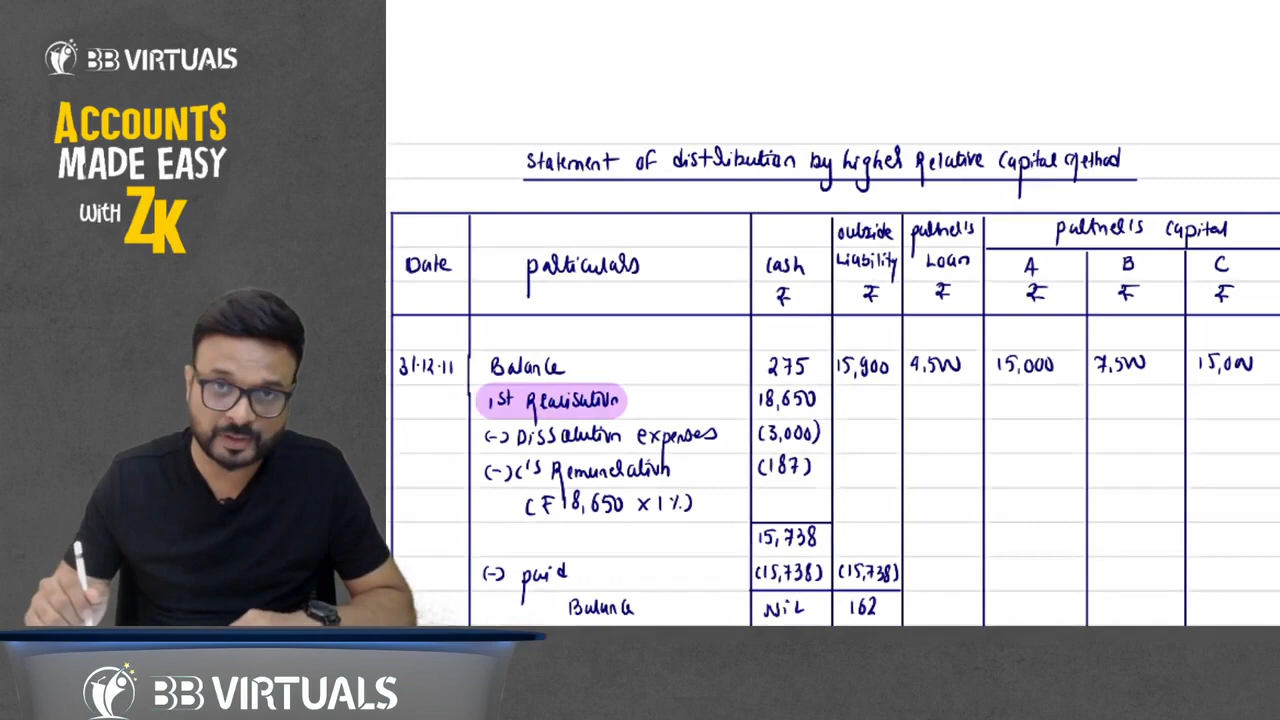 BB VIRTUALS
ACCOUNTS
MADE EASY
WITH ZK
Statement of distribution by higher Relative Capital Method
Date
particulars
cash
₹
outside
Liability
₹
partner's
Loan
₹
partner's capital
A
₹
B
₹
C
₹
31.12.11 Balance 275 15,900 4,500 15,000 7,500 15,000
1st Realisation 18,650
(-) Dissolution expenses (3,000)
(-) C's Remuneration (187)
(₹ 18,650 x 1%)
15,738
(-) paid (15,738) (15,738)
Balance NiL 162
BB VIRTUALS